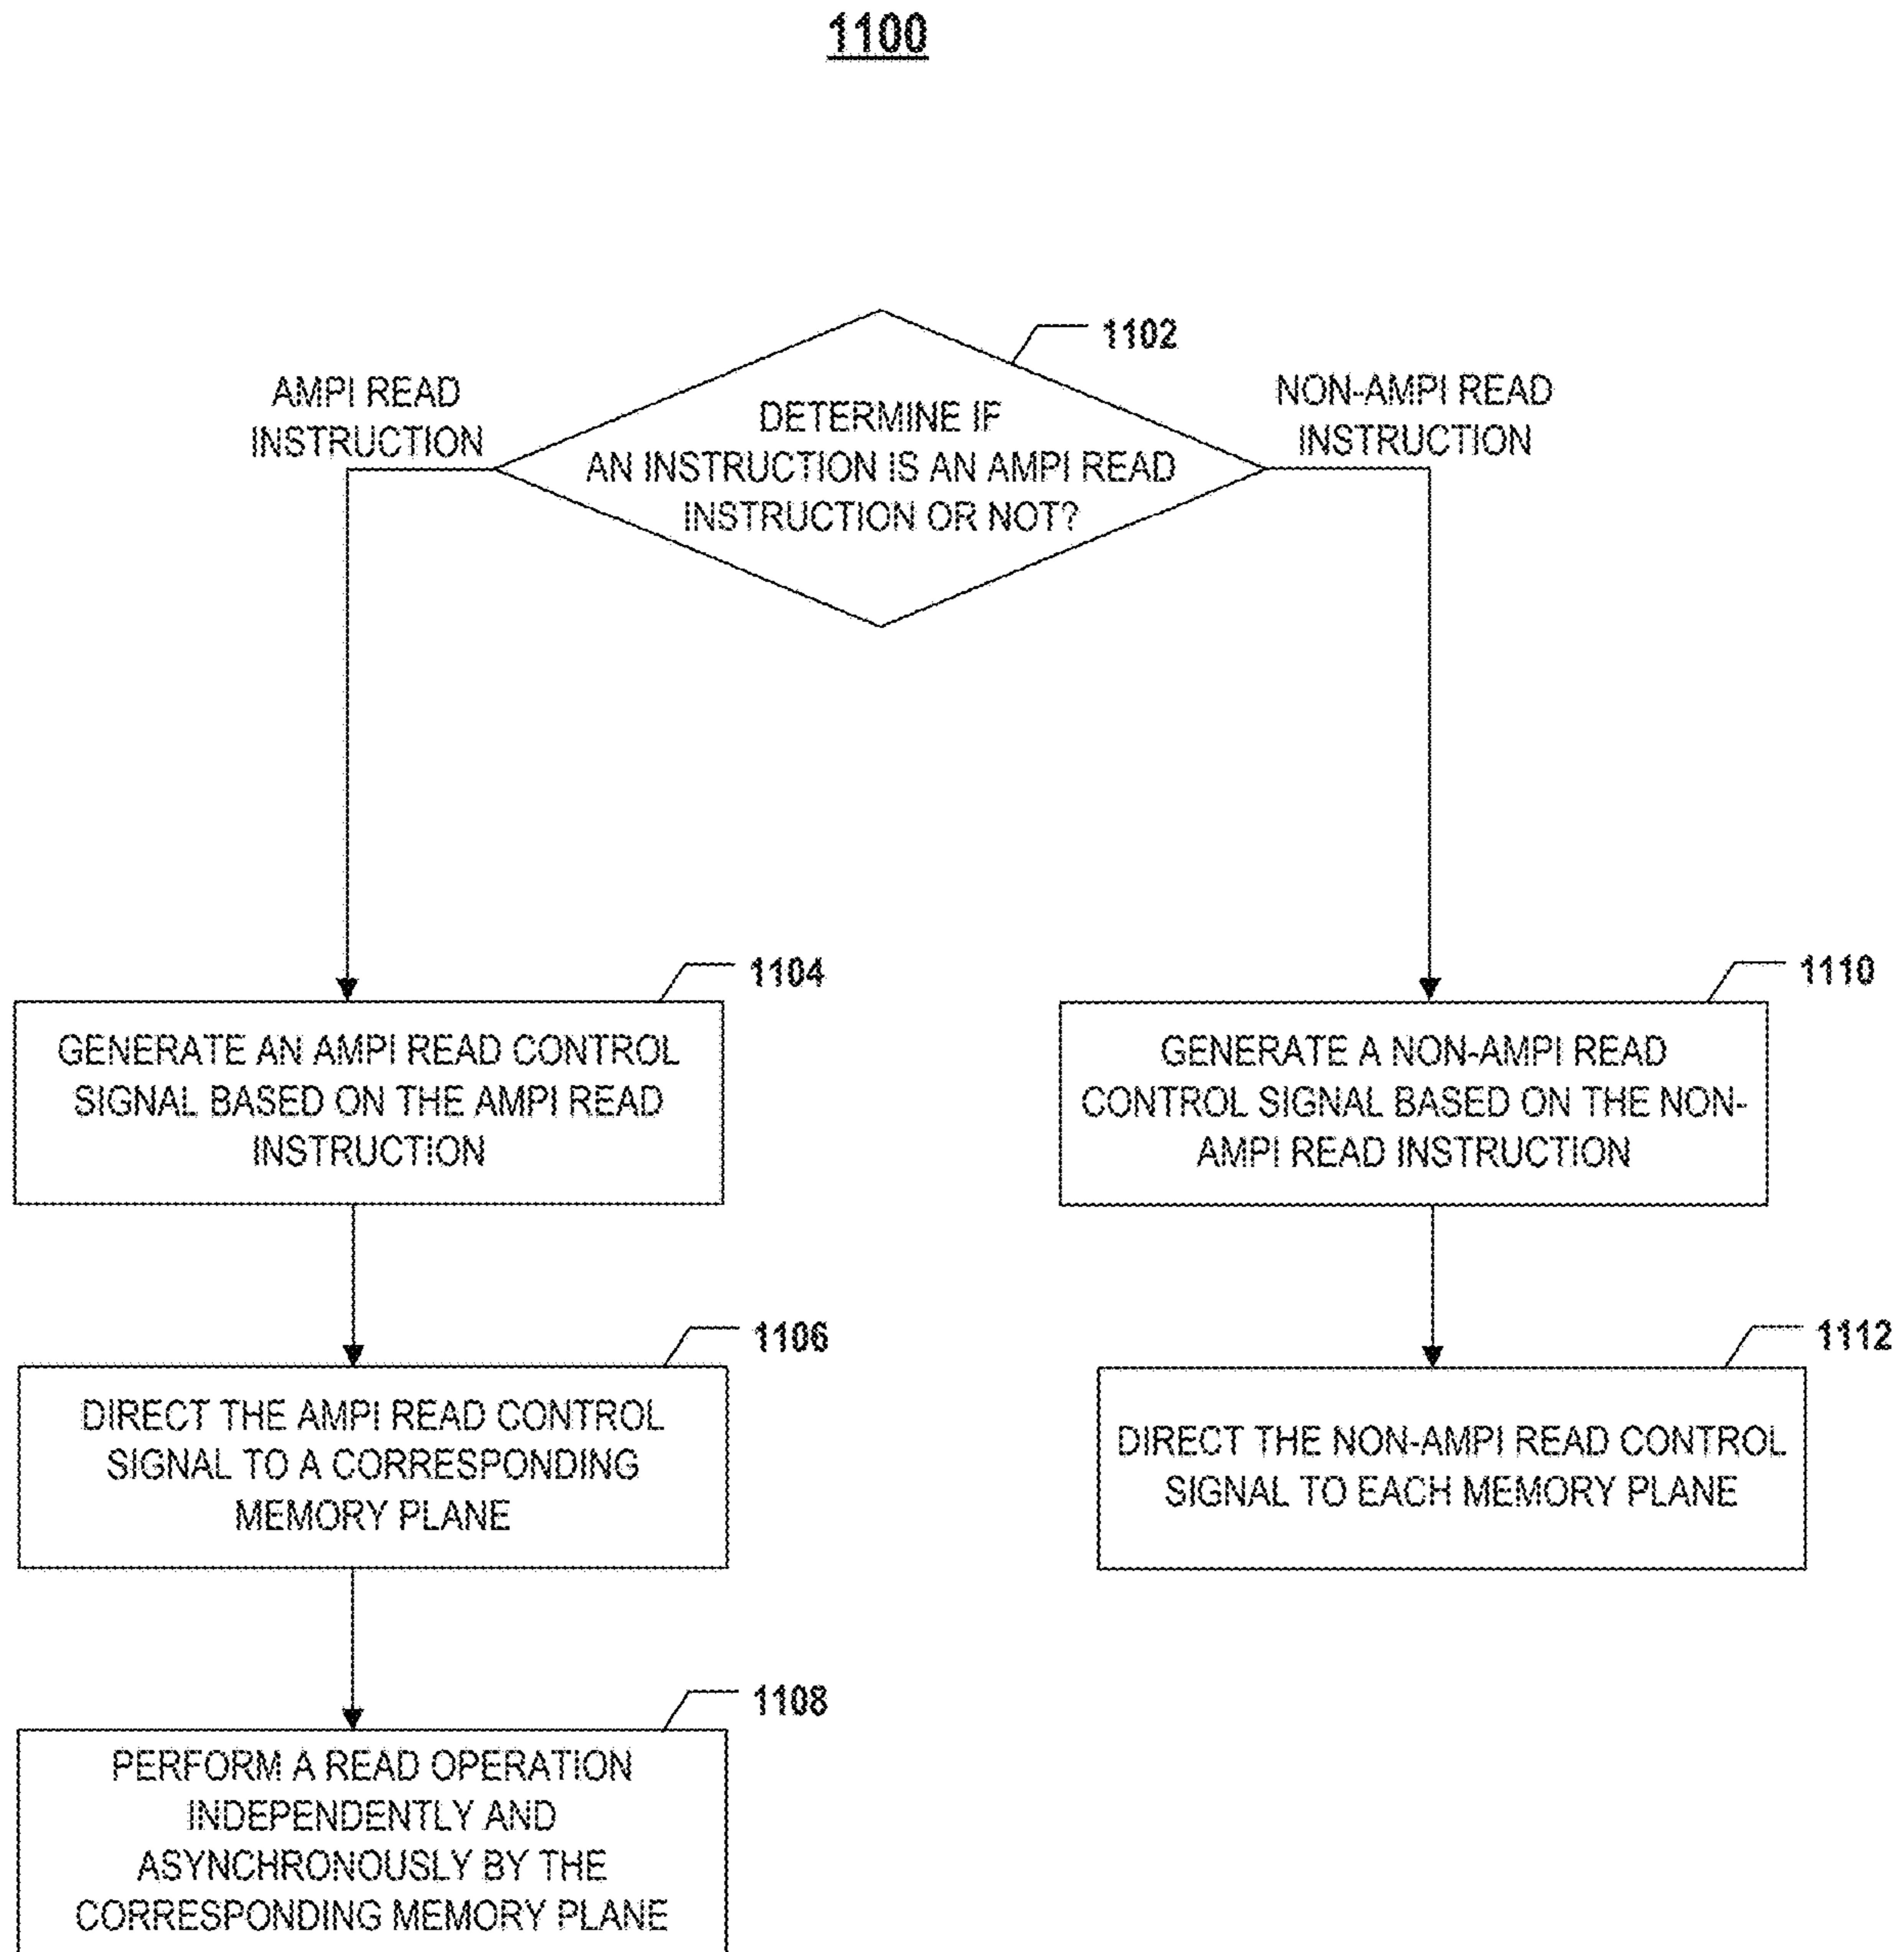 1100
1102
AMPI READ
INSTRUCTION
DETERMINE IF
AN INSTRUCTION IS AN AMPI READ
INSTRUCTION OR NOT?
NON-AMPI READ
INSTRUCTION
1104
GENERATE AN AMPI READ CONTROL
SIGNAL BASED ON THE AMPI READ
INSTRUCTION
1110
GENERATE A NON-AMPI READ
CONTROL SIGNAL BASED ON THE NON-
AMPI READ INSTRUCTION
1106
DIRECT THE AMPI READ CONTROL
SIGNAL TO A CORRESPONDING
MEMORY PLANE
1112
DIRECT THE NON-AMPI READ CONTROL
SIGNAL TO EACH MEMORY PLANE
1108
PERFORM A READ OPERATION
INDEPENDENTLY AND
ASYNCHRONOUSLY BY THE
CORRESPONDING MEMORY PLANE